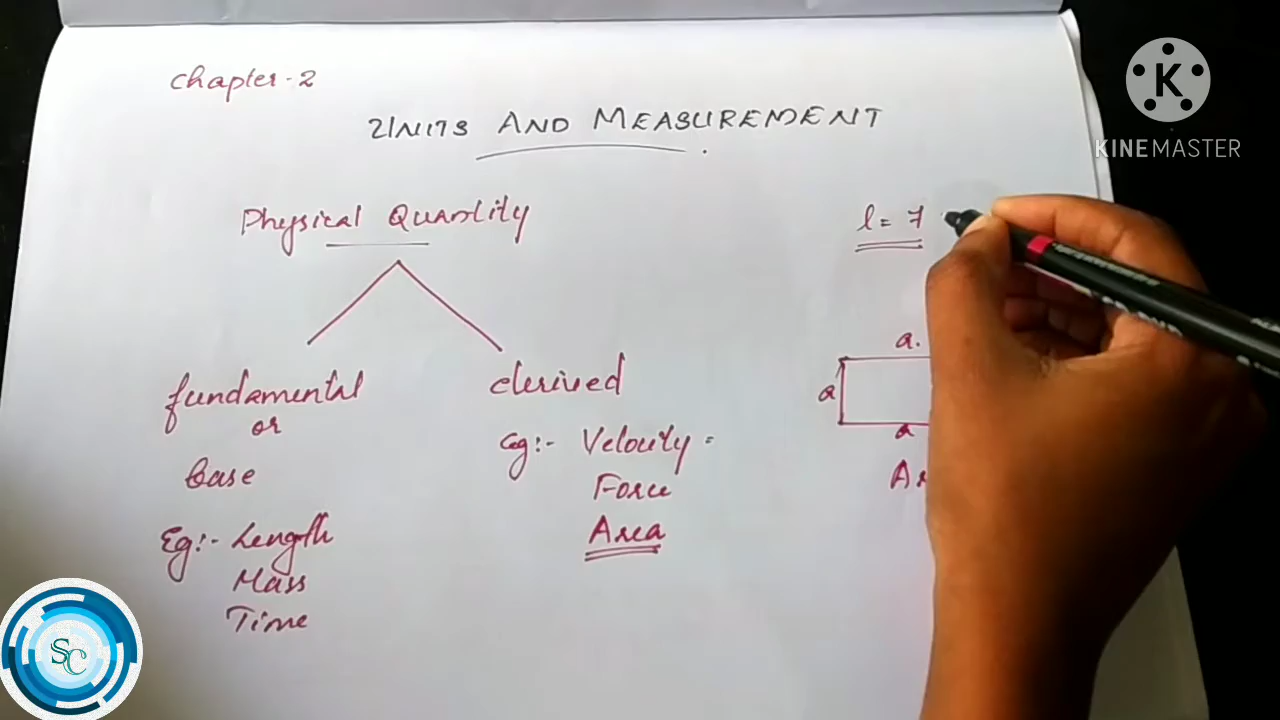 Chapter-2
UNITS AND MEASUREMENT
Physical Quantity
l = 7
fundamental
or
base
Eg:- Length
Mass
Time
derived
Eg:- Velocity =
Force
Area
a.
a
a
Ar
K
KINEMASTER
SC